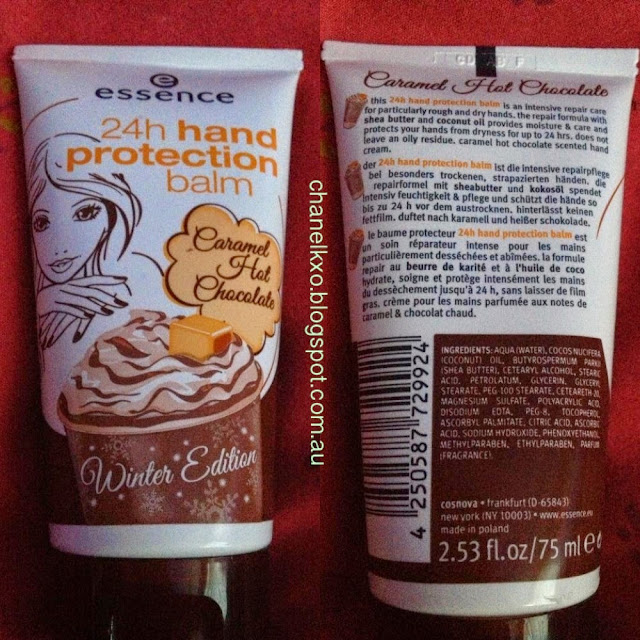 essence
24h hand
protection
balm
Caramel
Hot
Chocolate
Winter Edition
chanelkxo.blogspot.com.au
Caramel Hot Chocolate
this 24h hand protection balm is an intensive repair care
for particularly rough and dry hands. the repair formula with
shea butter and coconut oil provides moisture & care and
protects your hands from dryness for up to 24 hrs. does not
leave an oily residue. caramel hot chocolate scented hand
cream.
der 24h hand protection balm ist die intensive repairpflege
bei besonders trockenen, strapazierten händen. die
repairformel mit sheabutter und kokosöl spendet
intensiv feuchtigkeit & pflege und schützt die hände so
bis zu 24 h vor dem austrocknen. hinterlässt keinen
fettfilm. duftet nach karamell und heißer schokolade.
le baume protecteur 24h hand protection balm est
un soin réparateur intense pour les mains
particulièrement desséchées et abîmées. la formule
repair au beurre de karité et à l'huile de coco
hydrate, soigne et protège intensément les mains
du dessèchement jusqu'à 24 h, sans laisser de film
gras. crème pour les mains parfumée aux notes de
caramel & chocolat chaud.
INGREDIENTS: AQUA (WATER), COCOS NUCIFERA
(COCONUT) OIL, BUTYROSPERMUM PARKII
(SHEA BUTTER), CETEARYL ALCOHOL, STEARIC
ACID, PETROLATUM, GLYCERIN, GLYCERYL
STEARATE, PEG-100 STEARATE, CETEARETH-20,
MAGNESIUM SULFATE, POLYACRYLIC ACID,
DISODIUM EDTA, PEG-8, TOCOPHEROL,
ASCORBYL PALMITATE, CITRIC ACID, ASCORBIC
ACID, SODIUM HYDROXIDE, PHENOXYETHANOL,
METHYLPARABEN, ETHYLPARABEN, PARFUM
(FRAGRANCE).
4 250587 729924
cosnova • frankfurt (D-65843)
new york (NY 10003) • www.essence.eu
made in poland
2.53 fl.oz/75 ml e